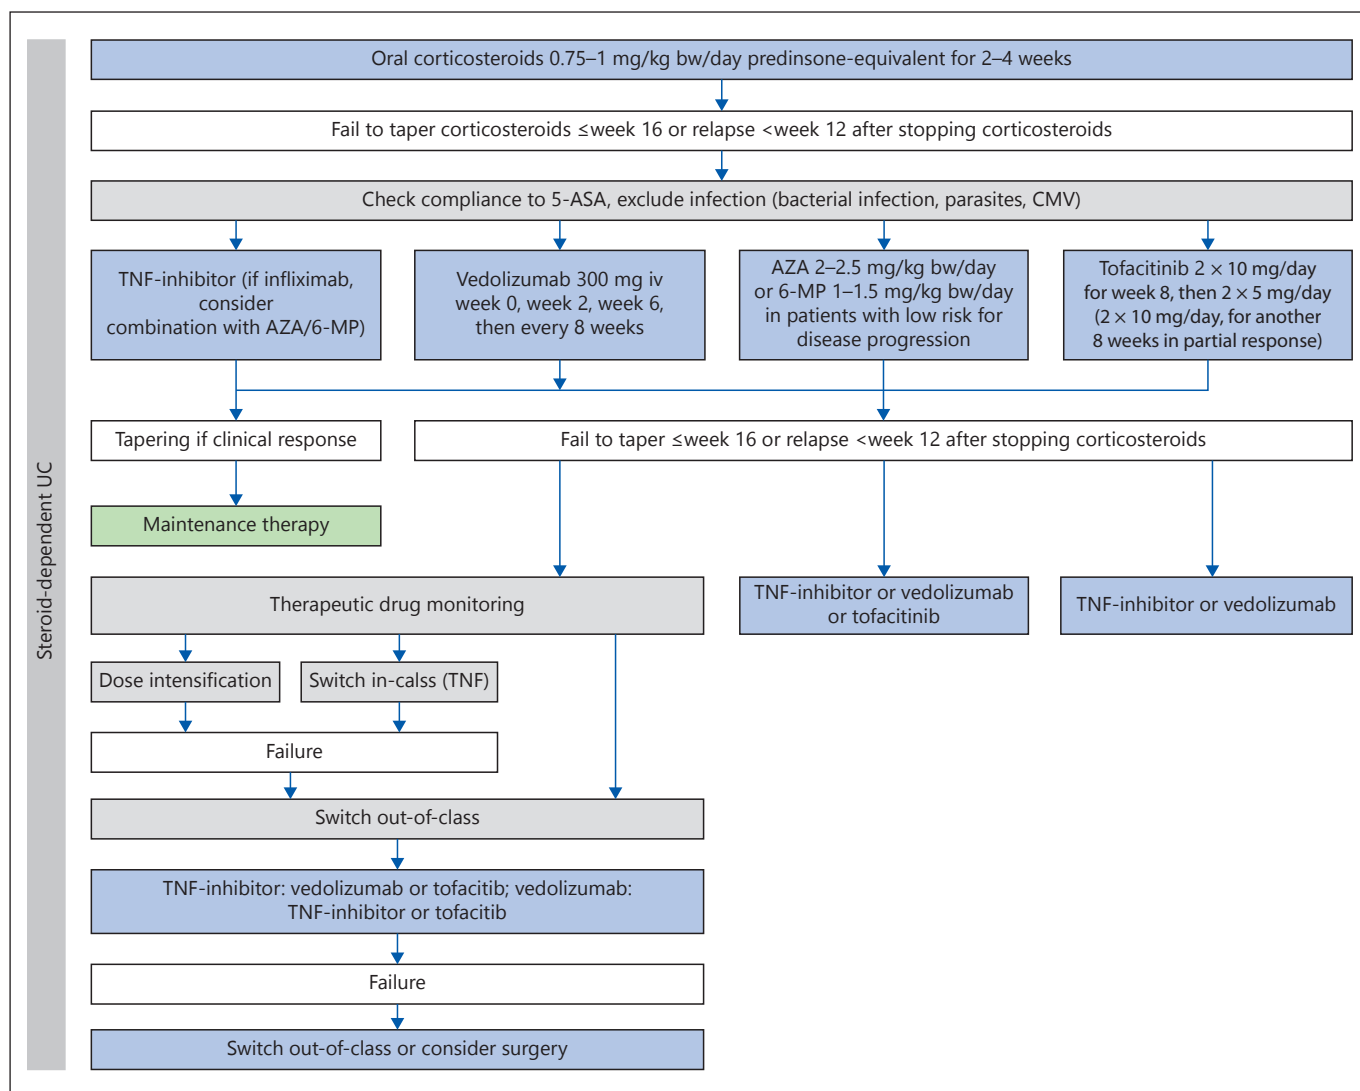 Steroid-dependent UC
Oral corticosteroids 0.75–1 mg/kg bw/day predinsone-equivalent for 2–4 weeks
Fail to taper corticosteroids ≤week 16 or relapse <week 12 after stopping corticosteroids
Check compliance to 5-ASA, exclude infection (bacterial infection, parasites, CMV)
TNF-inhibitor (if infliximab,
consider
combination with AZA/6-MP)
Vedolizumab 300 mg iv
week 0, week 2, week 6,
then every 8 weeks
AZA 2–2.5 mg/kg bw/day
or 6-MP 1–1.5 mg/kg bw/day
in patients with low risk for
disease progression
Tofacitinib 2 × 10 mg/day
for week 8, then 2 × 5 mg/day
(2 × 10 mg/day, for another
8 weeks in partial response)
Tapering if clinical response
Fail to taper ≤week 16 or relapse <week 12 after stopping corticosteroids
Maintenance therapy
Therapeutic drug monitoring
TNF-inhibitor or vedolizumab
or tofacitinib
TNF-inhibitor or vedolizumab
Dose intensification
Switch in-calss (TNF)
Failure
Switch out-of-class
TNF-inhibitor: vedolizumab or tofacitib; vedolizumab:
TNF-inhibitor or tofacitib
Failure
Switch out-of-class or consider surgery